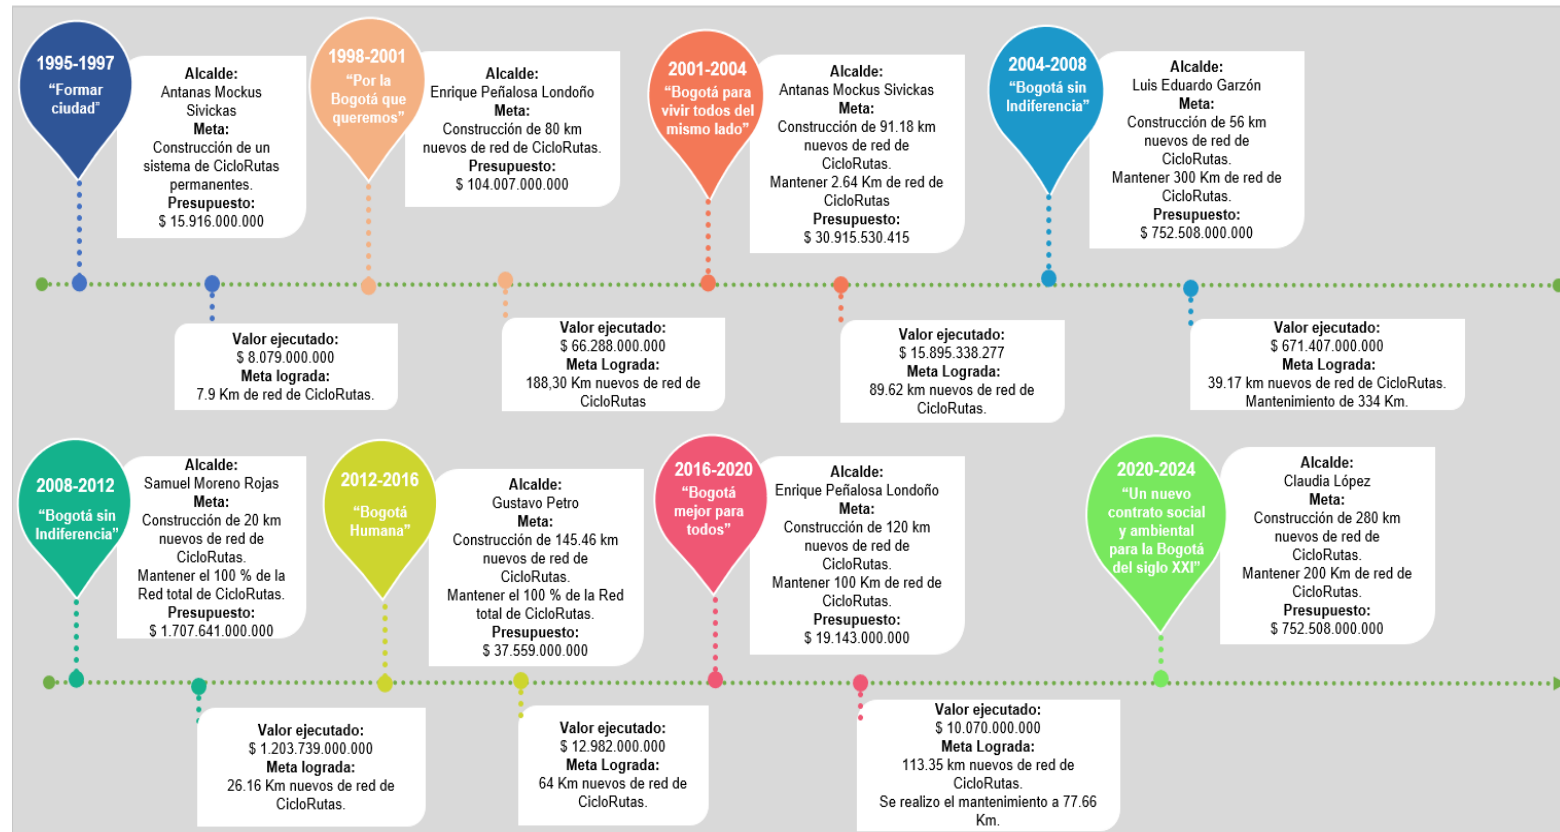 1995-1997
“Formar
ciudad”
Alcalde:
Antanas Mockus
Sivickas
Meta:
Construcción de un
sistema de CicloRutas
permanentes.
Presupuesto:
$ 15.916.000.000
1998-2001
“Por la
Bogotá que
queremos”
Alcalde:
Enrique Peñalosa Londoño
Meta:
Construcción de 80 km
nuevos de red de CicloRutas.
Presupuesto:
$ 104.007.000.000
2001-2004
“Bogotá para
vivir todos del
mismo lado”
Alcalde:
Antanas Mockus Sivickas
Meta:
Construcción de 91.18 km
nuevos de red de
CicloRutas.
Mantener 2.64 Km de red de
CicloRutas
Presupuesto:
$ 30.915.530.415
2004-2008
“Bogotá sin
Indiferencia”
Alcalde:
Luis Eduardo Garzón
Meta:
Construcción de 56 km
nuevos de red de
CicloRutas.
Mantener 300 Km de red de
CicloRutas.
Presupuesto:
$ 752.508.000.000
Valor ejecutado:
$ 8.079.000.000
Meta lograda:
7.9 Km de red de CicloRutas.
Valor ejecutado:
$ 66.288.000.000
Meta Lograda:
188,30 Km nuevos de red de
CicloRutas
Valor ejecutado:
$ 15.895.338.277
Meta Lograda:
89.62 km nuevos de red de
CicloRutas.
Valor ejecutado:
$ 671.407.000.000
Meta Lograda:
39.17 km nuevos de red de CicloRutas.
Mantenimiento de 334 Km.
2008-2012
“Bogotá sin
Indiferencia”
Alcalde:
Samuel Moreno Rojas
Meta:
Construcción de 20 km
nuevos de red de
CicloRutas.
Mantener el 100 % de la
Red total de CicloRutas.
Presupuesto:
$ 1.707.641.000.000
2012-2016
“Bogotá
Humana”
Alcalde:
Gustavo Petro
Meta:
Construcción de 145.46 km
nuevos de red de
CicloRutas.
Mantener el 100 % de la Red
total de CicloRutas.
Presupuesto:
$ 37.559.000.000
2016-2020
“Bogotá
mejor para
todos”
Alcalde:
Enrique Peñalosa Londoño
Meta:
Construcción de 120 km
nuevos de red de
CicloRutas.
Mantener 100 Km de red de
CicloRutas.
Presupuesto:
$ 19.143.000.000
2020-2024
“Un nuevo
contrato social
y ambiental
para la Bogotá
del siglo XXI”
Alcalde:
Claudia López
Meta:
Construcción de 280 km
nuevos de red de
CicloRutas.
Mantener 200 Km de red de
CicloRutas.
Presupuesto:
$ 752.508.000.000
Valor ejecutado:
$ 1.203.739.000.000
Meta lograda:
26.16 Km nuevos de red de
CicloRutas.
Valor ejecutado:
$ 12.982.000.000
Meta Lograda:
64 Km nuevos de red de
CicloRutas.
Valor ejecutado:
$ 10.070.000.000
Meta Lograda:
113.35 km nuevos de red de
CicloRutas.
Se realizo el mantenimiento a 77.66
Km.